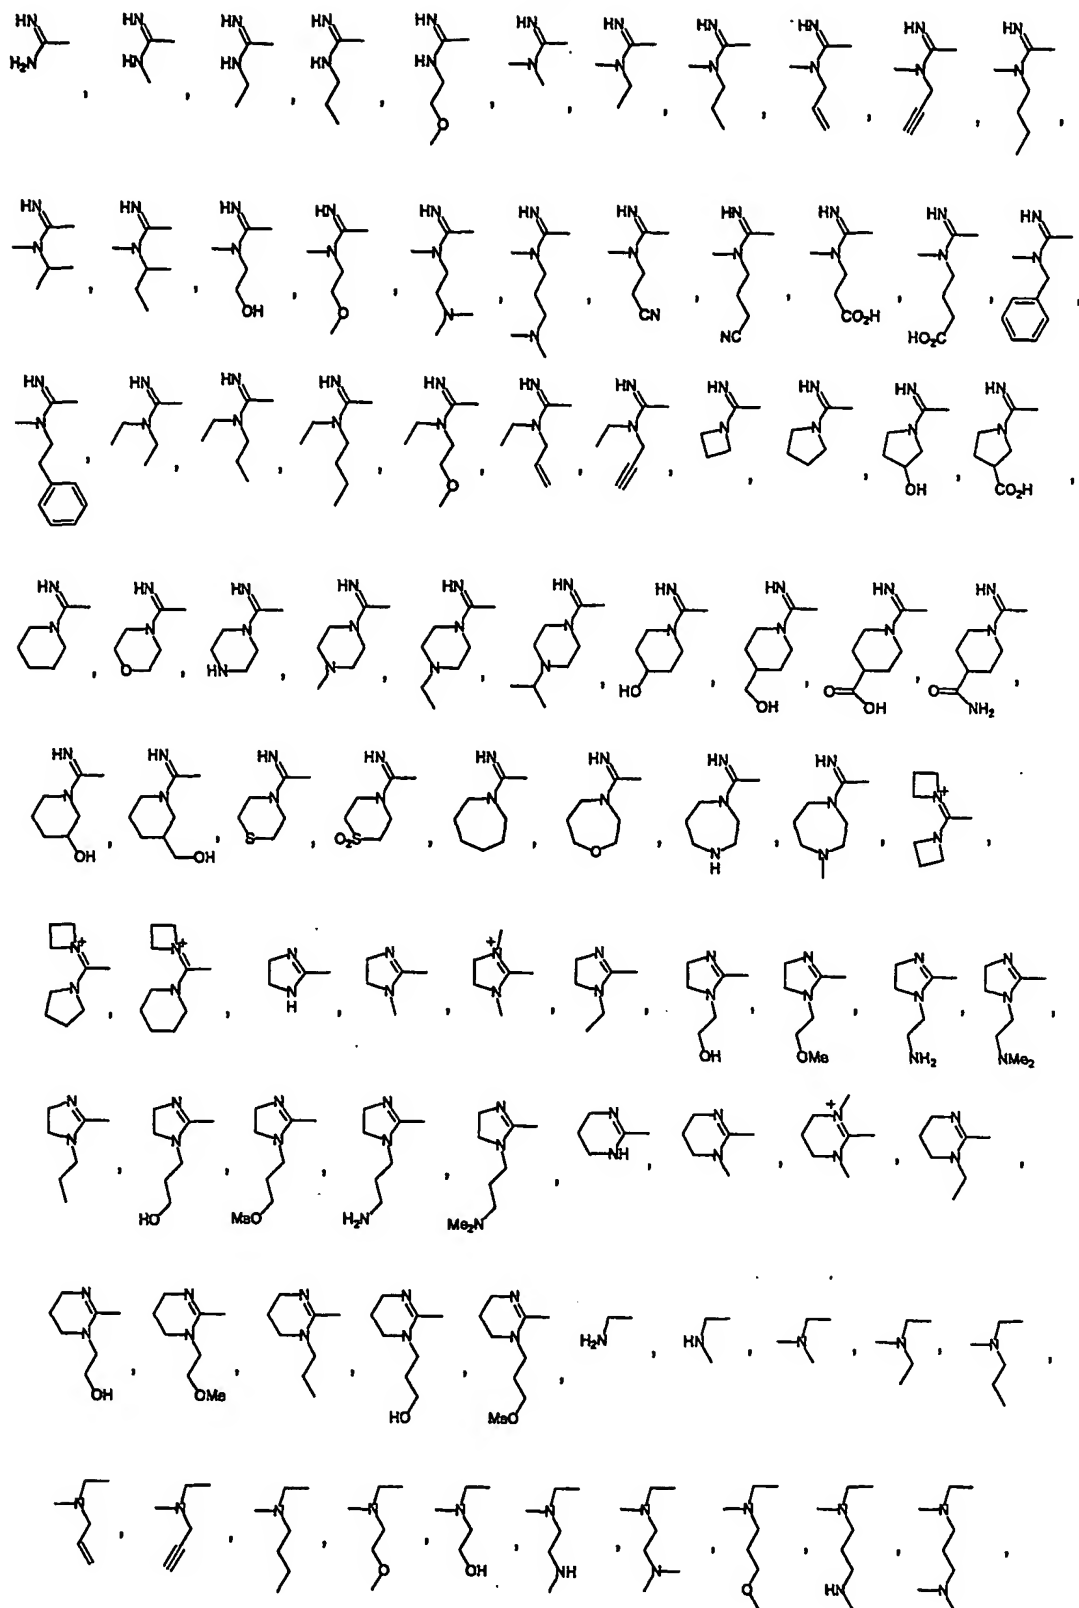 HN HN HN HN HN HN HN HN HN HN HN
H₂N , HN , HN , HN , HN , N , N , N , N , N , N ,
O
HN HN HN HN HN HN HN HN HN HN HN
N , N , N , N , N , N , N , N , N , N , N ,
OH O N N CN NC CO₂H HO₂C
HN HN HN HN HN HN HN HN HN HN HN
N , N , N , N , N , N , N , N , N , N , N ,
O OH CO₂H
HN HN HN HN HN HN HN HN HN HN
N , N , N , N , N , N , N , N , N , N ,
O HN N N N HO OH O OH O NH₂
HN HN HN HN HN HN HN HN N+
N , N , N , N , N , N , N , N , N ,
OH OH S O₂S O N H N
N+ N+ N N N+ N N N N N
N , N , N H , N , N , N , N , N , N , N ,
OH OMe NH₂ NMe₂
N N N N N N N N+ N
N , N , N , N , N , NH , N , N , N ,
HO MeO H₂N Me₂N
N N N N N
N , N , N , N , N , H₂N , HN , N , N , N ,
OH OMe HO MeO
N , N , N , N , N , N , N , N , N , N ,
O OH NH N O HN N